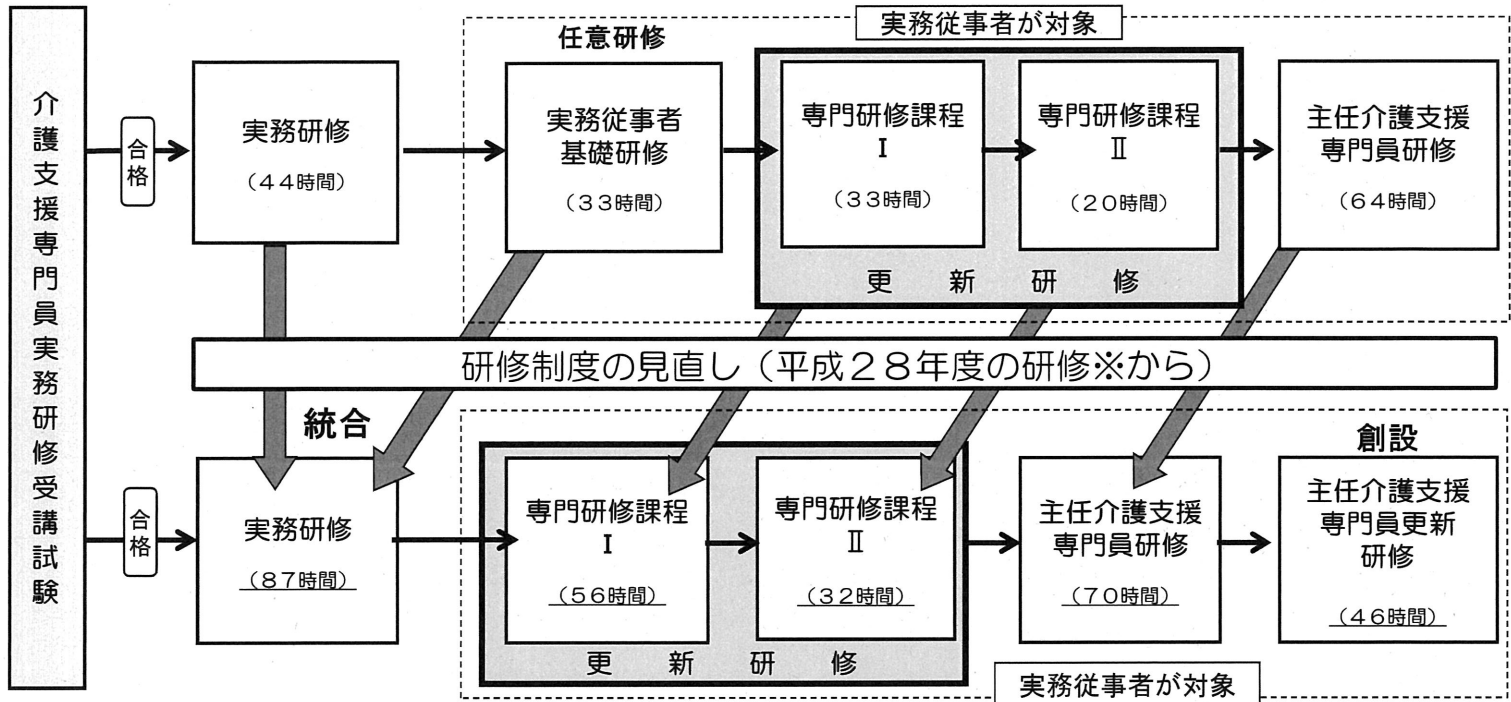 介護支援専門員実務研修受講試験
実務従事者が対象
任意研修
合格
実務研修
（４４時間）
実務従事者
基礎研修
（３３時間）
専門研修課程
Ⅰ
（３３時間）
専門研修課程
Ⅱ
（２０時間）
主任介護支援
専門員研修
（６４時間）
更新研修
研修制度の見直し（平成２８年度の研修※から）
統合
創設
合格
実務研修
（８７時間）
専門研修課程
Ⅰ
（５６時間）
専門研修課程
Ⅱ
（３２時間）
主任介護支援
専門員研修
（７０時間）
主任介護支援
専門員更新
研修
（４６時間）
更新研修
実務従事者が対象